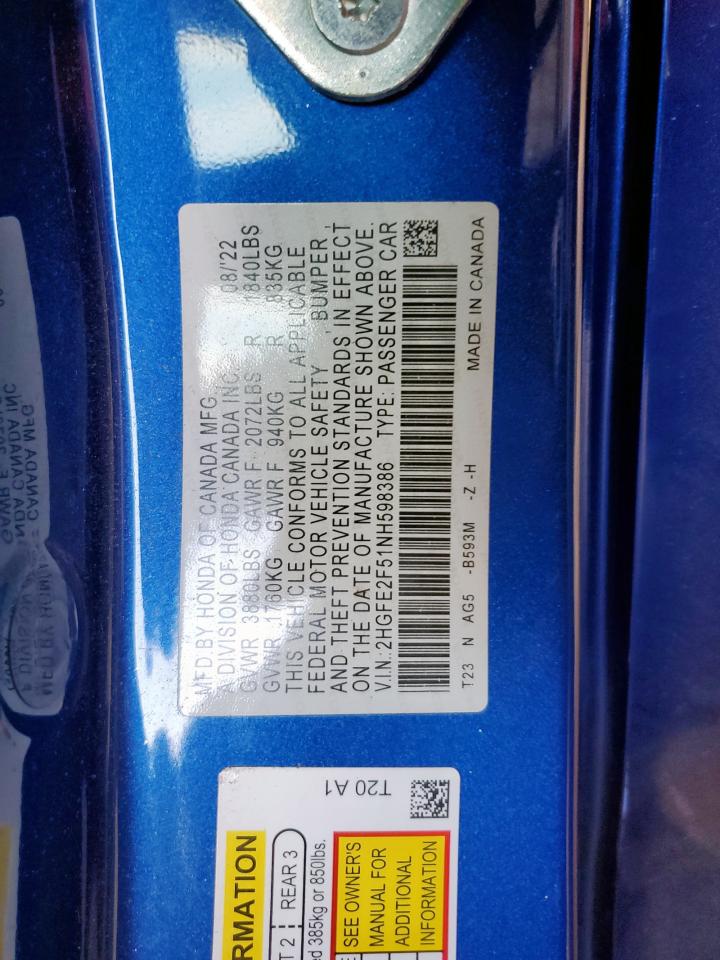 MFD BY HONDA OF CANADA MFG.
A DIVISION OF HONDA CANADA INC. 08/'22
GVWR 3880LBS GAWR F 2072LBS R 1840LBS
GVWR 1760KG GAWR F 940KG R 835KG
THIS VEHICLE CONFORMS TO ALL APPLICABLE
FEDERAL MOTOR VEHICLE SAFETY , BUMPER ,
AND THEFT PREVENTION STANDARDS IN EFFECT
ON THE DATE OF MANUFACTURE SHOWN ABOVE.
V.I.N.: 2HGFE2F51NH598386 TYPE: PASSENGER CAR
T23 N AG5 -B593M -Z -H MADE IN CANADA
T20 A1
RMATION
T 2 REAR 3
ed 385kg or 850lbs.
SEE OWNER'S
MANUAL FOR
ADDITIONAL
INFORMATION